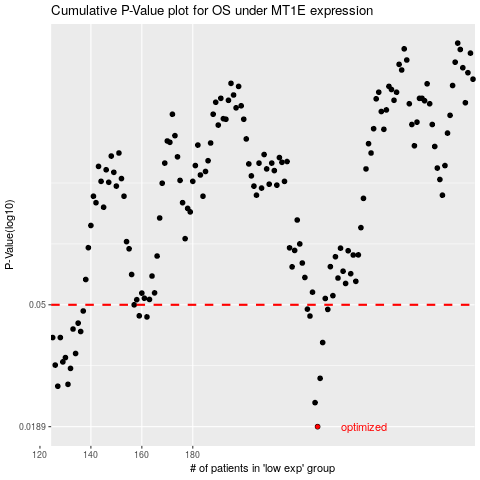 Cumulative P-Value plot for OS under MT1E expression
P-Value(log10)
0.05
0.0189
optimized
120 140 160 180
# of patients in 'low exp' group